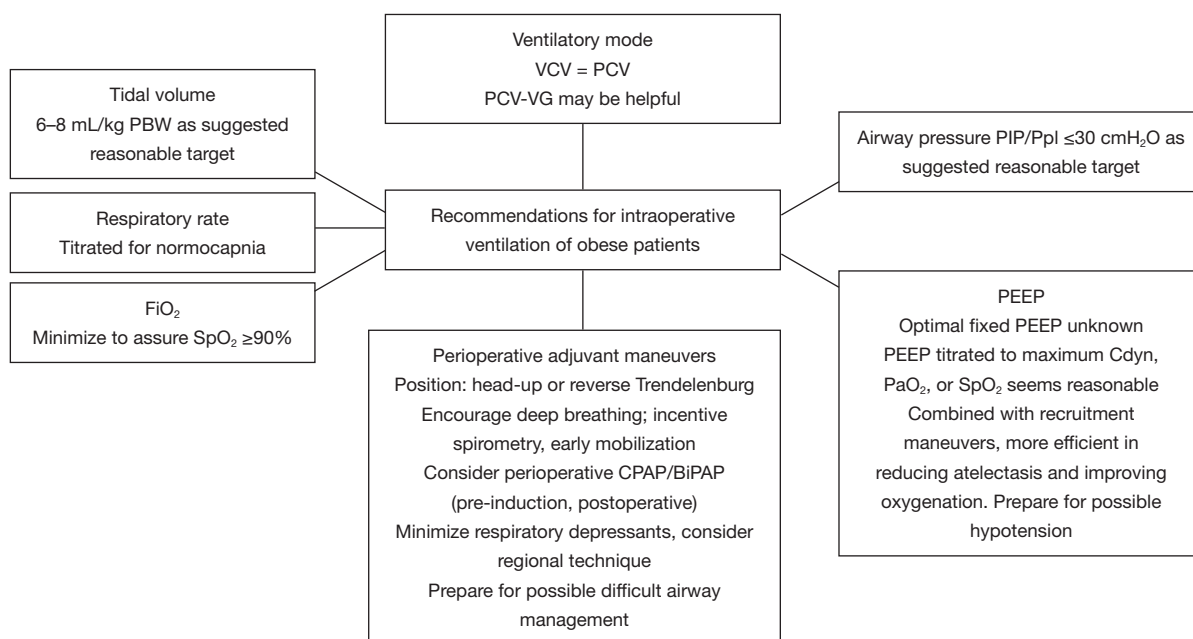 Ventilatory mode
VCV = PCV
PCV-VG may be helpful
Tidal volume
6–8 mL/kg PBW as suggested
reasonable target
Airway pressure PIP/Ppl ≤30 cmH₂O as
suggested reasonable target
Respiratory rate
Titrated for normocapnia
Recommendations for intraoperative
ventilation of obese patients
FiO₂
Minimize to assure SpO₂ ≥90%
PEEP
Optimal fixed PEEP unknown
PEEP titrated to maximum Cdyn,
PaO₂, or SpO₂ seems reasonable
Combined with recruitment
maneuvers, more efficient in
reducing atelectasis and improving
oxygenation. Prepare for possible
hypotension
Perioperative adjuvant maneuvers
Position: head-up or reverse Trendelenburg
Encourage deep breathing; incentive
spirometry, early mobilization
Consider perioperative CPAP/BiPAP
(pre-induction, postoperative)
Minimize respiratory depressants, consider
regional technique
Prepare for possible difficult airway
management